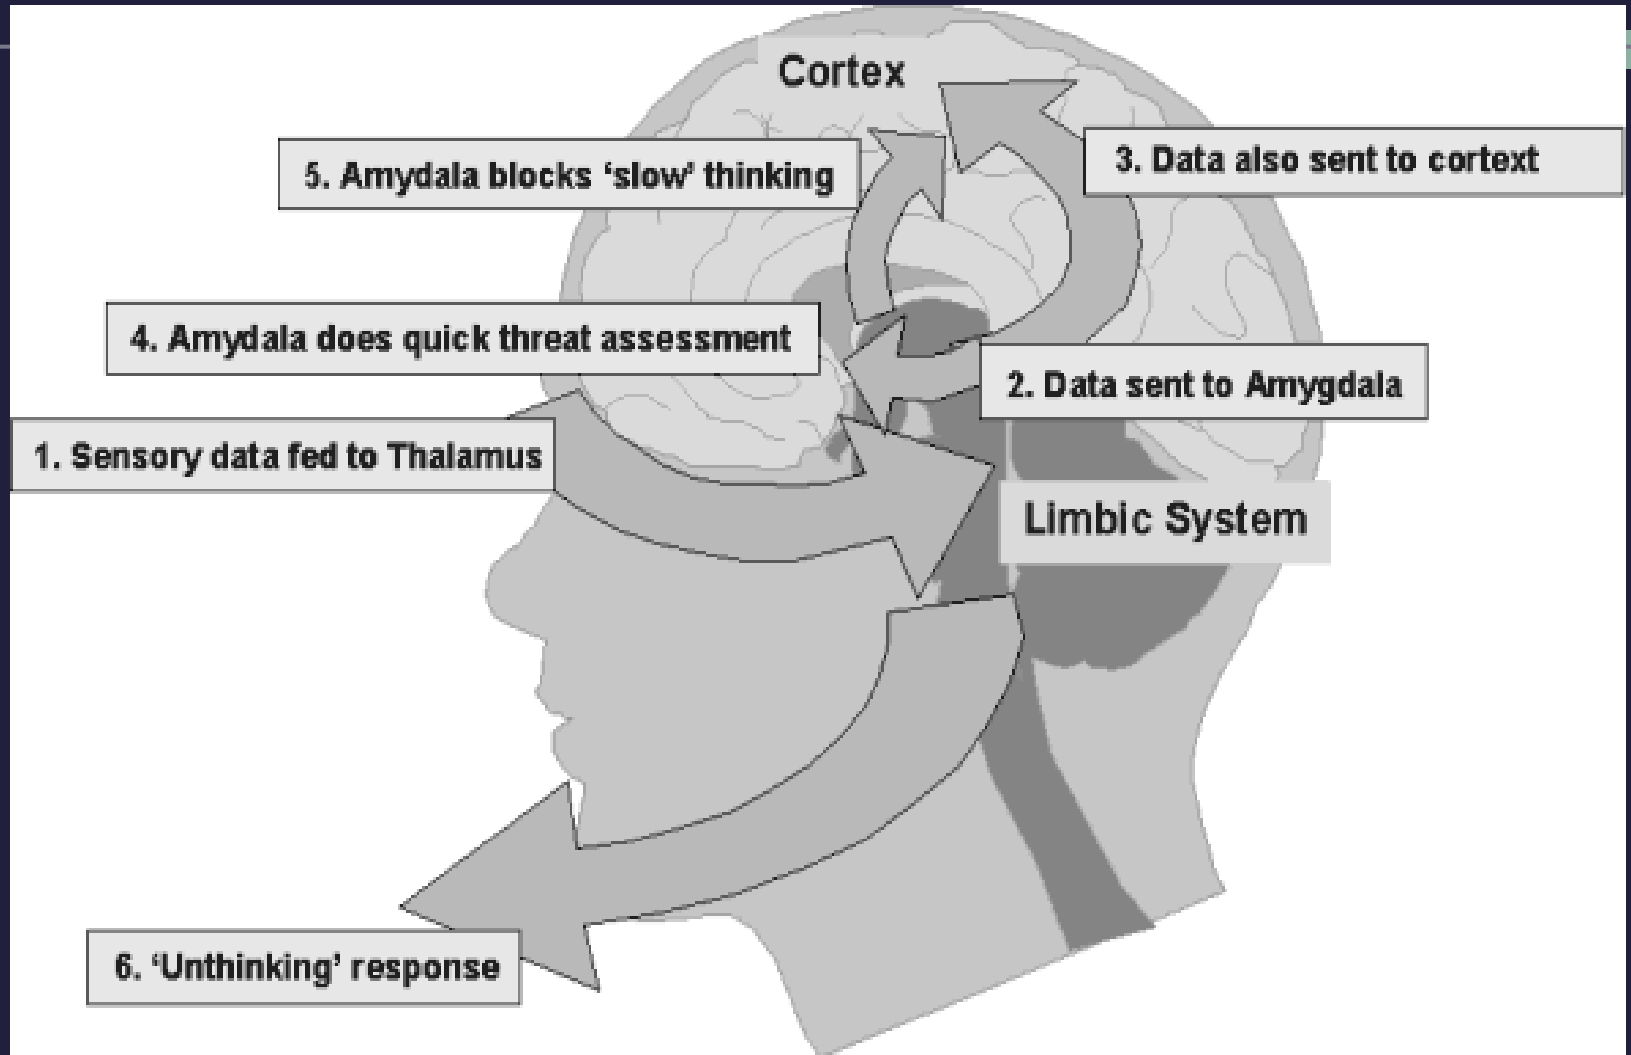 Cortex
3. Data also sent to cortext
5. Amydala blocks ‘slow’ thinking
4. Amydala does quick threat assessment
2. Data sent to Amygdala
1. Sensory data fed to Thalamus
Limbic System
6. ‘Unthinking’ response